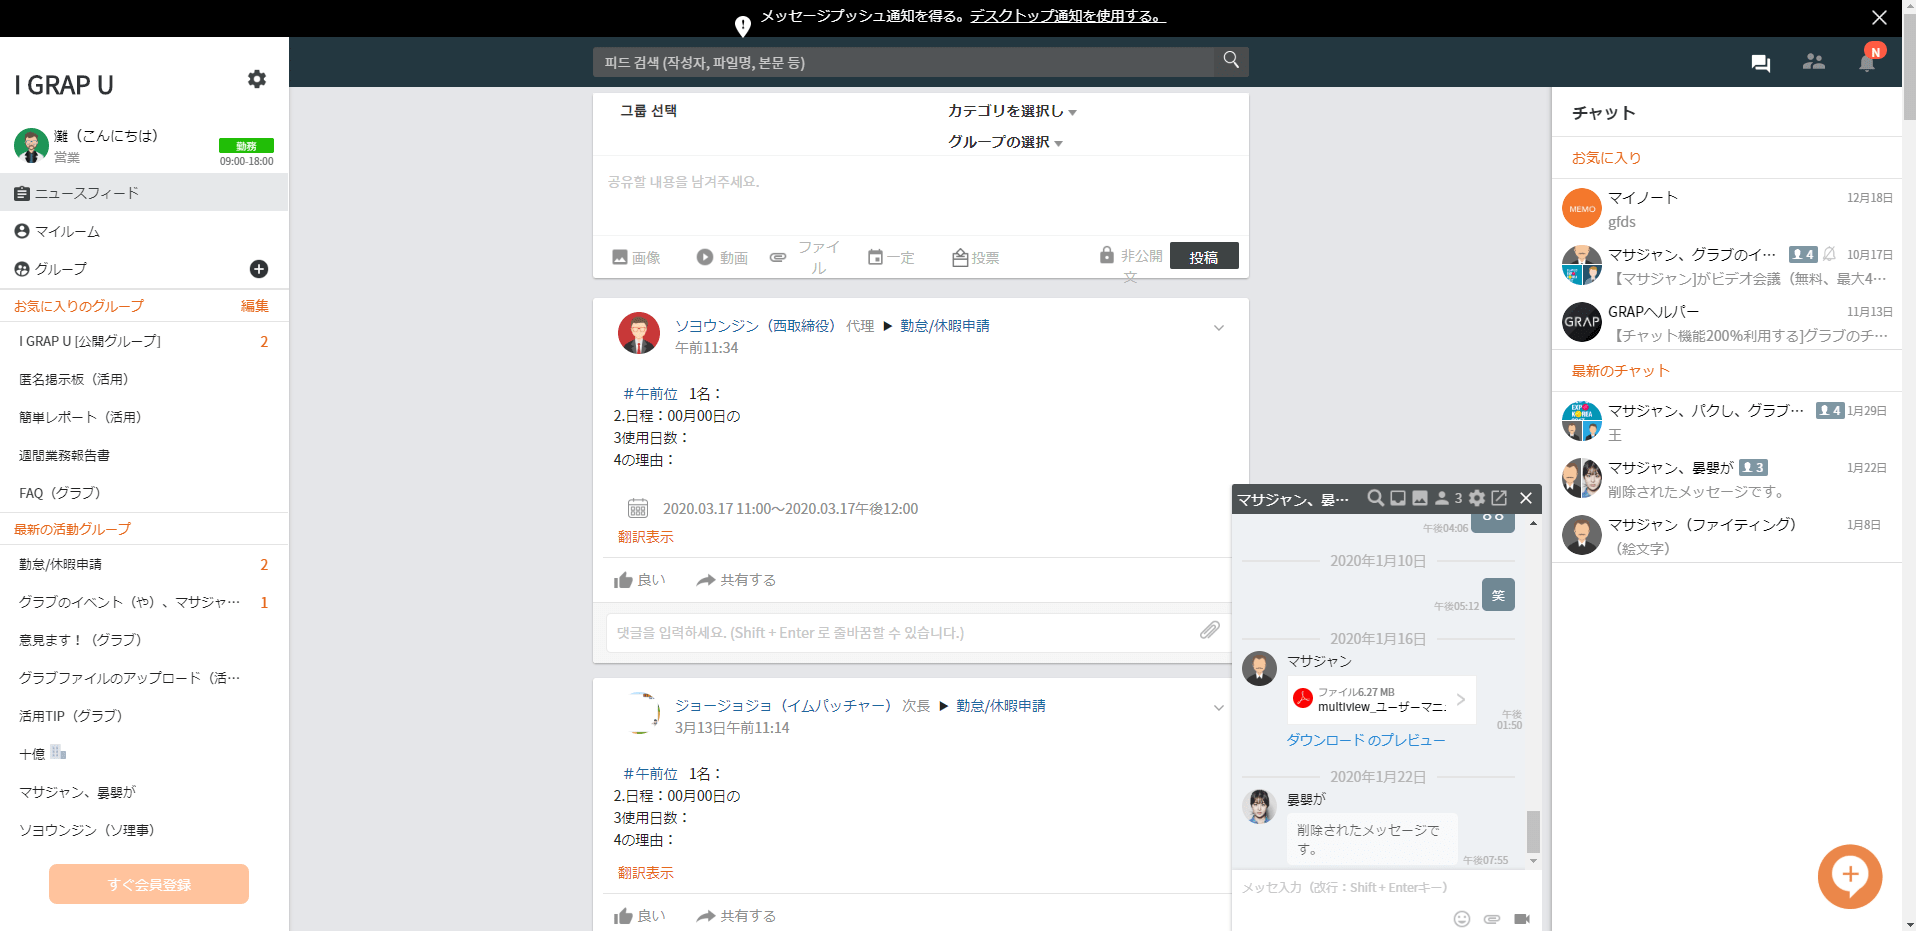 メッセージプッシュ通知を得る。デスクトップ通知を使用する。
I GRAP U
灘（こんにちは）
営業
勤務
09:00-18:00
ニュースフィード
マイルーム
グループ
お気に入りのグループ 編集
I GRAP U [公開グループ] 2
匿名掲示板（活用）
簡単レポート（活用）
週間業務報告書
FAQ（グラブ）
最新の活動グループ
勤怠/休暇申請 2
グラブのイベント（や）、マサジャ… 1
意見ます！（グラブ）
グラブファイルのアップロード（活…
活用TIP（グラブ）
十億
マサジャン、曇嬰が
ソヨウンジン（ソ理事）
すぐ会員登録
피드 검색 (작성자, 파일명, 본문 등)
N
그룹 선택
カテゴリを選択し
グループの選択
공유할 내용을 남겨주세요.
画像
動画
ファイル
一定
投票
非公開文
投稿
ソヨウンジン（西取締役） 代理 ▶ 勤怠/休暇申請
午前11:34
＃午前位 1名：
2.日程：00月00日の
3使用日数：
4の理由：
2020.03.17 11:00～2020.03.17午後12:00
翻訳表示
良い 共有する
댓글을 입력하세요. (Shift + Enter 로 줄바꿈할 수 있습니다.)
ジョージョジョ（イムパッチャー） 次長 ▶ 勤怠/休暇申請
3月13日午前11:14
＃午前位 1名：
2.日程：00月00日の
3使用日数：
4の理由：
翻訳表示
良い 共有する
マサジャン、曇… 3
午後04:06
2020年1月10日
午後05:12 笑
2020年1月16日
マサジャン
ファイル6.27 MB
multiview_ユーザーマニ
午後
01:50
ダウンロード のプレビュー
2020年1月22日
曇嬰が
削除されたメッセージで
す。
午後07:55
メッセ入力（改行：Shift + Enterキー）
チャット
お気に入り
MEMO
マイノート 12月18日
gfds
マサジャン、グラブのイ… 4 10月17日
【マサジャン]がビデオ会議（無料、最大4…
GRAP
GRAPヘルパー 11月13日
【チャット機能200%利用する]グラブのチ…
最新のチャット
マサジャン、パクし、グラブ… 4 1月29日
王
マサジャン、曇嬰が 3 1月22日
削除されたメッセージです。
マサジャン（ファイティング） 1月8日
（絵文字）